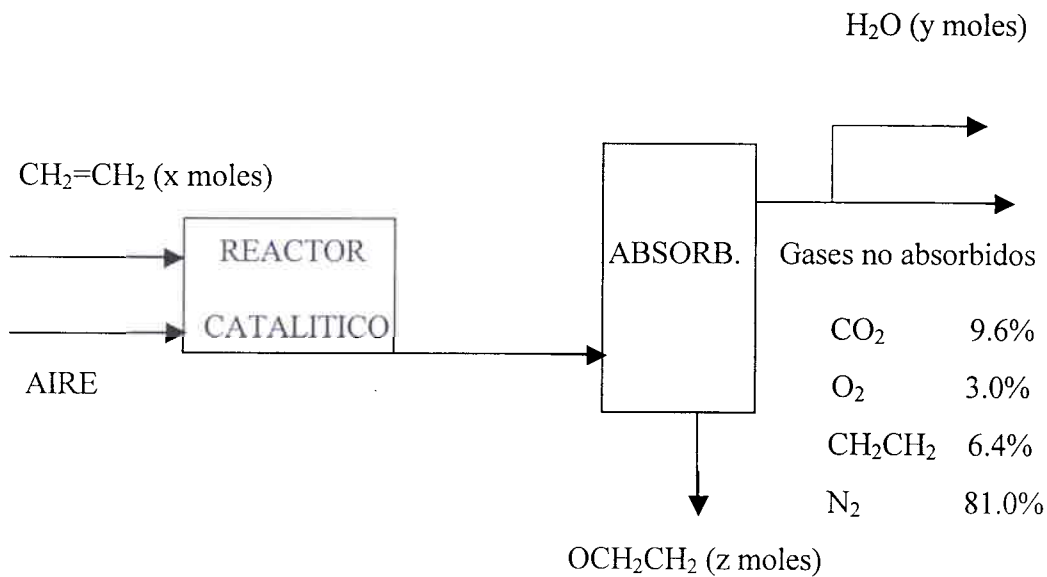 H₂O (y moles)
CH₂=CH₂ (x moles)
REACTOR
CATALITICO
AIRE
ABSORB.
Gases no absorbidos
CO₂ 9.6%
O₂ 3.0%
CH₂CH₂ 6.4%
N₂ 81.0%
OCH₂CH₂ (z moles)